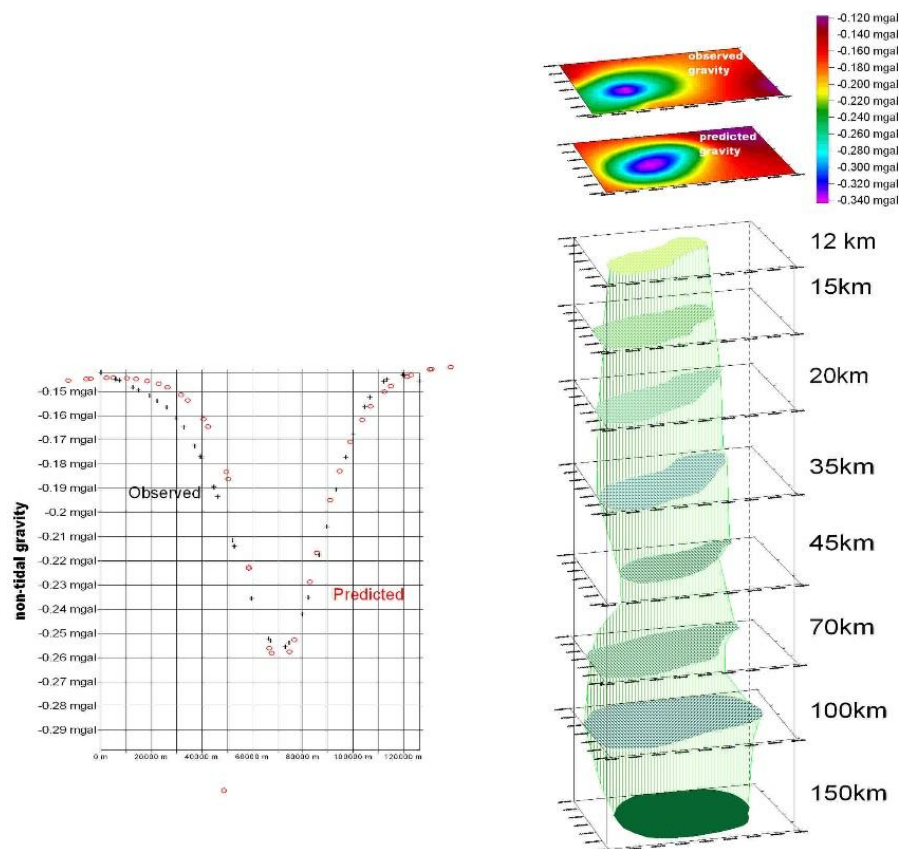 -0.120 mgal
-0.140 mgal
-0.160 mgal
-0.180 mgal
-0.200 mgal
-0.220 mgal
-0.240 mgal
-0.260 mgal
-0.280 mgal
-0.300 mgal
-0.320 mgal
-0.340 mgal
observed
gravity
predicted
gravity
12 km
15km
20km
35km
45km
70km
100km
150km
non-tidal gravity
-0.15 mgal
-0.16 mgal
-0.17 mgal
-0.18 mgal
-0.19 mgal
-0.2 mgal
-0.21 mgal
-0.22 mgal
-0.23 mgal
-0.24 mgal
-0.25 mgal
-0.26 mgal
-0.27 mgal
-0.28 mgal
-0.29 mgal
Observed
Predicted
0 m 20000 m 40000 m 60000 m 80000 m 100000 m 120000 m